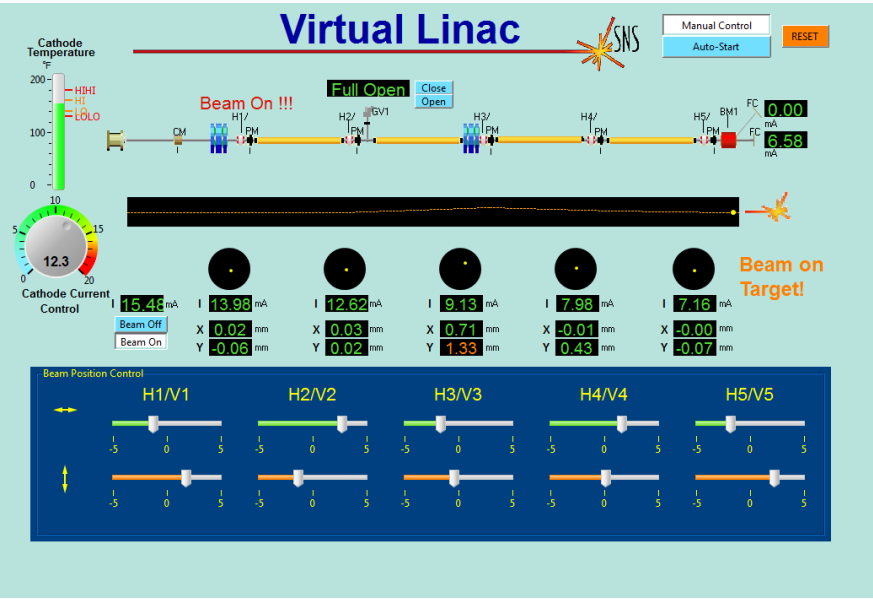 Virtual Linac
SNS
Manual Control
Auto-Start
RESET
Cathode
Temperature
°F
200
100
0
HIHI
HI
LO
LOLO
Beam On !!!
Full Open
Close
Open
CM
H1/
PM
H2/
PM
GV1
H3/
PM
H4/
PM
H5/
PM
BM1
FC
0.00
mA
FC
6.58
mA
0
5
10
15
20
12.3
Cathode Current
Control
Beam on
Target!
I 15.48 mA
I 13.98 mA
I 12.62 mA
I 9.13 mA
I 7.98 mA
I 7.16 mA
Beam Off
Beam On
X 0.02 mm
X 0.03 mm
X 0.71 mm
X -0.01 mm
X -0.00 mm
Y -0.06 mm
Y 0.02 mm
Y 1.33 mm
Y 0.43 mm
Y -0.07 mm
Beam Position Control
H1/V1
H2/V2
H3/V3
H4/V4
H5/V5
-5 0 5
-5 0 5
-5 0 5
-5 0 5
-5 0 5
-5 0 5
-5 0 5
-5 0 5
-5 0 5
-5 0 5